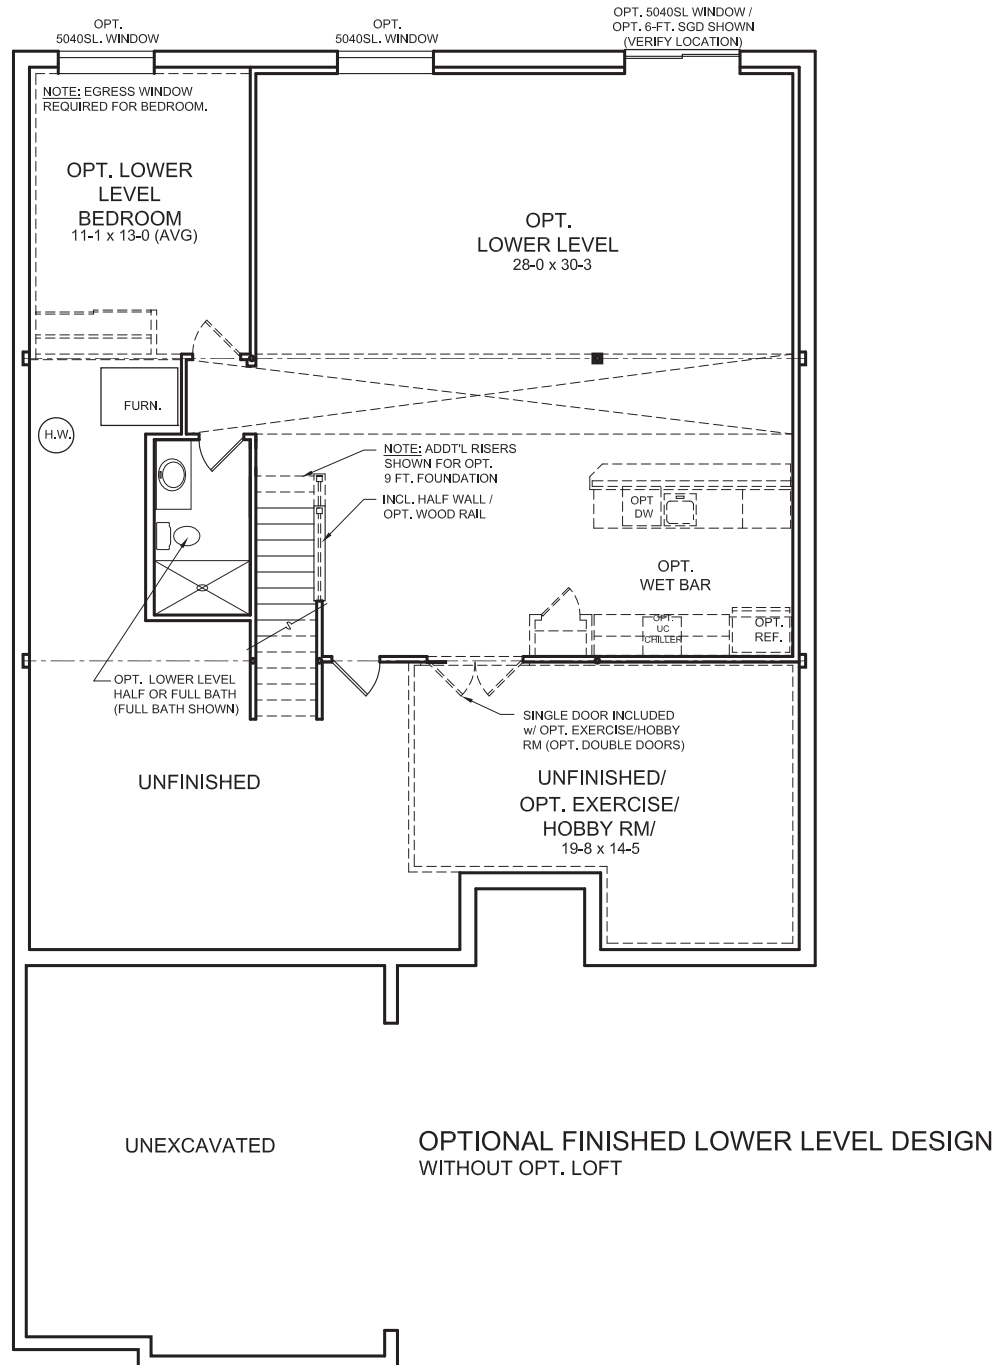 OPT.
5040SL. WINDOW
OPT.
5040SL. WINDOW
OPT. 5040SL WINDOW /
OPT. 6-FT. SGD SHOWN
(VERIFY LOCATION)
NOTE: EGRESS WINDOW
REQUIRED FOR BEDROOM.
OPT. LOWER
LEVEL
BEDROOM
11-1 x 13-0 (AVG)
OPT.
LOWER LEVEL
28-0 x 30-3
FURN.
H.W.
NOTE: ADDT'L RISERS
SHOWN FOR OPT.
9 FT. FOUNDATION
INCL. HALF WALL /
OPT. WOOD RAIL
OPT
DW
OPT.
WET BAR
OPT.
UC
CHILLER
OPT.
REF.
OPT. LOWER LEVEL
HALF OR FULL BATH
(FULL BATH SHOWN)
SINGLE DOOR INCLUDED
w/ OPT. EXERCISE/HOBBY
RM (OPT. DOUBLE DOORS)
UNFINISHED
UNFINISHED/
OPT. EXERCISE/
HOBBY RM/
19-8 x 14-5
UNEXCAVATED
OPTIONAL FINISHED LOWER LEVEL DESIGN
WITHOUT OPT. LOFT